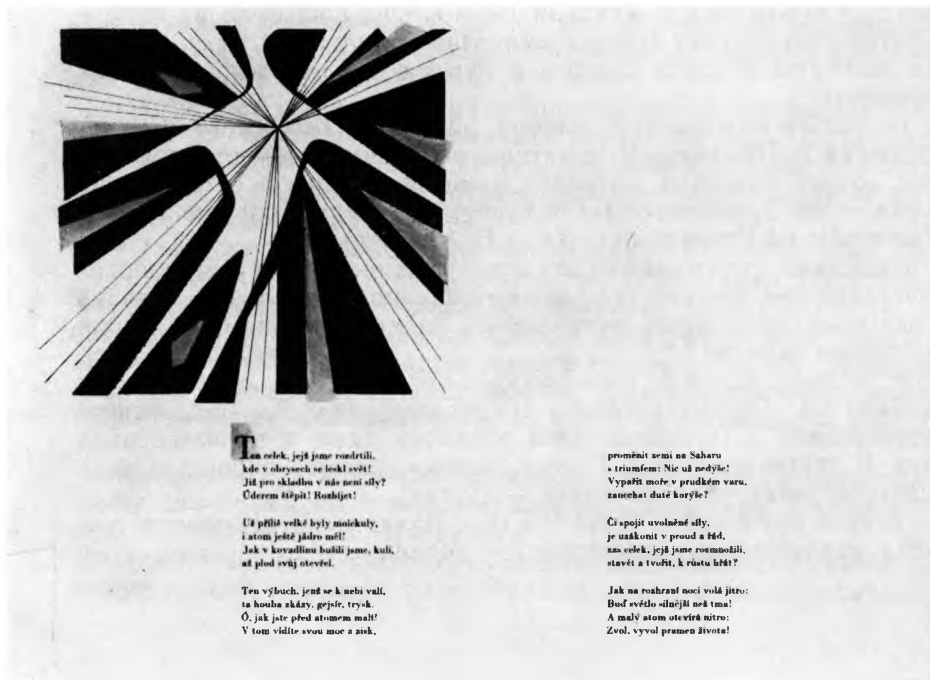 Ten celek, jejž jsme rozdrtili,
kde v obrysech se leskl svět!
Již pro skladbu v nás není síly?
Úderem štěpit! Rozbíjet!
Už příliš velké byly molekuly,
i atom ještě jádro měl!
Jak v kovadlinu bušili jsme, kuli,
až plod svůj otevřel.
Ten výbuch, jenž se k nebi valí,
ta houba zkázy, gejsír, trysk.
Ó, jak jste před atomem malí!
V tom vidíte svou moc a zisk,
proměnit zemi na Saharu
s triumfem: Nic už nedýše!
Vypařit moře v prudkém varu,
zanechat duté korýše?
Či spojit uvolněné síly,
je uzákonit v proud a řád,
zas celek, jejž jsme rozmnožili,
stavět a tvořit, k růstu hřát?
Jak na rozhraní noci volá jitro:
Buď světlo silnější než tma!
A malý atom otevírá nitro:
Zvol, vyvol pramen života!